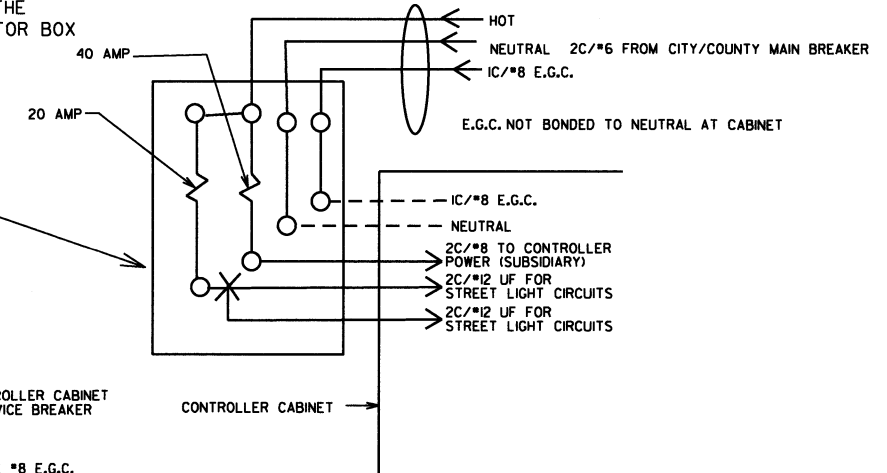 THE
TOR BOX
40 AMP
20 AMP
HOT
NEUTRAL 2C/#6 FROM CITY/COUNTY MAIN BREAKER
1C/#8 E.G.C.
E.G.C. NOT BONDED TO NEUTRAL AT CABINET
1C/#8 E.G.C.
NEUTRAL
2C/#8 TO CONTROLLER
POWER (SUBSIDIARY)
2C/#12 UF FOR
STREET LIGHT CIRCUITS
2C/#12 UF FOR
STREET LIGHT CIRCUITS
ROLLER CABINET
VICE BREAKER
CONTROLLER CABINET
#8 E.G.C.